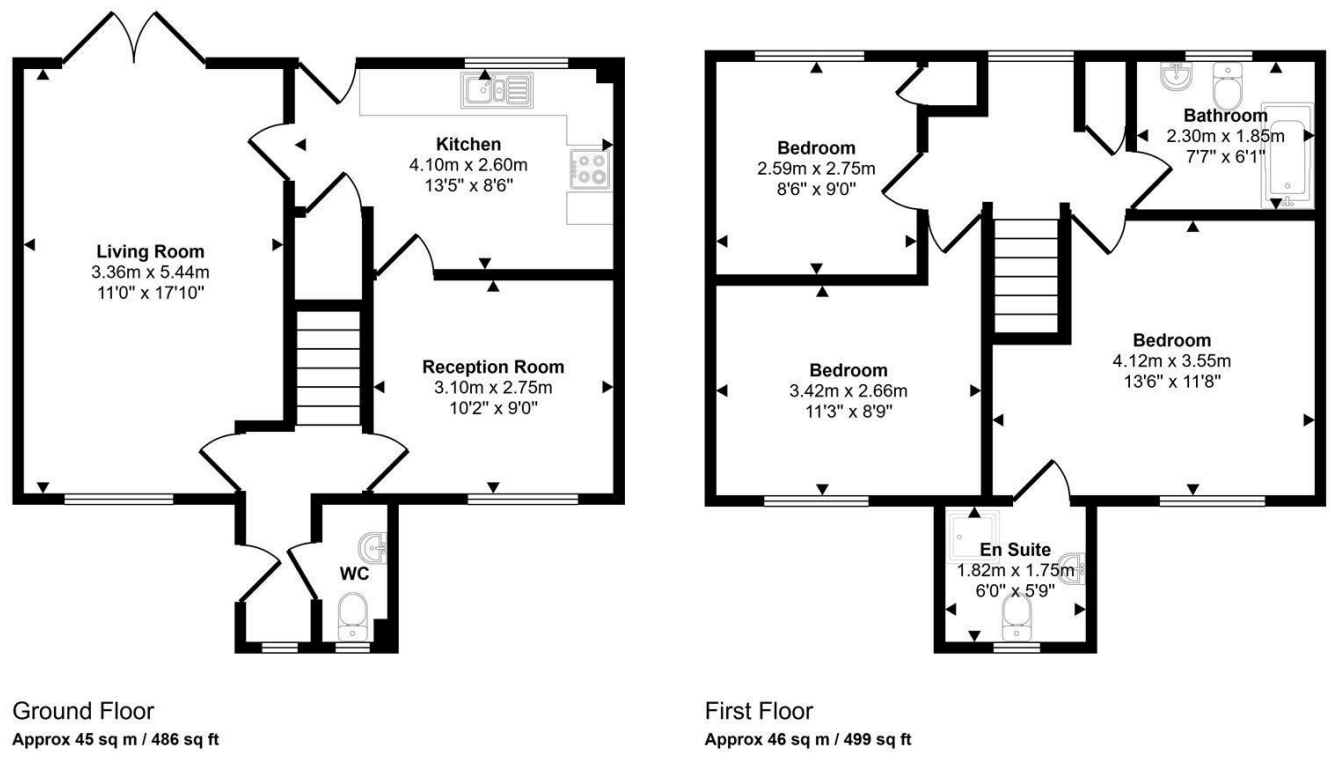 Living Room
3.36m x 5.44m
11'0" x 17'10"
Kitchen
4.10m x 2.60m
13'5" x 8'6"
Reception Room
3.10m x 2.75m
10'2" x 9'0"
WC
Ground Floor
Approx 45 sq m / 486 sq ft
Bedroom
2.59m x 2.75m
8'6" x 9'0"
Bathroom
2.30m x 1.85m
7'7" x 6'1"
Bedroom
3.42m x 2.66m
11'3" x 8'9"
Bedroom
4.12m x 3.55m
13'6" x 11'8"
En Suite
1.82m x 1.75m
6'0" x 5'9"
First Floor
Approx 46 sq m / 499 sq ft